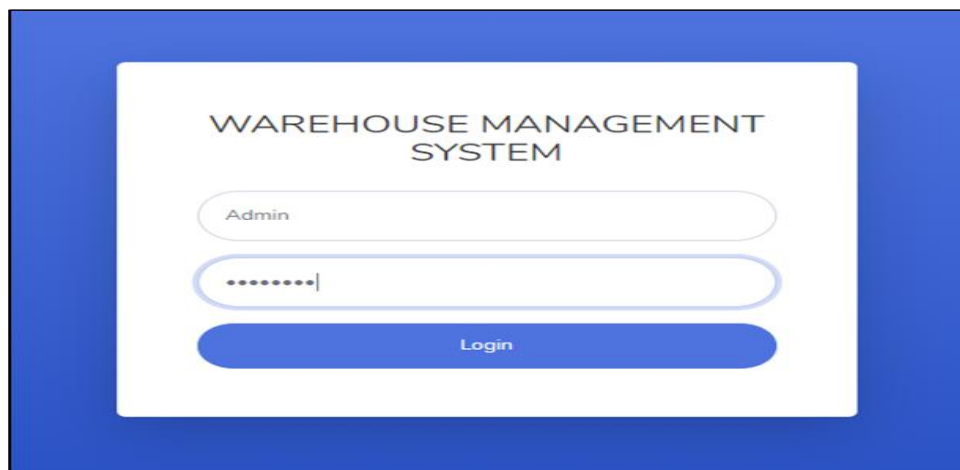 WAREHOUSE MANAGEMENT
SYSTEM
Admin
••••••••
Login